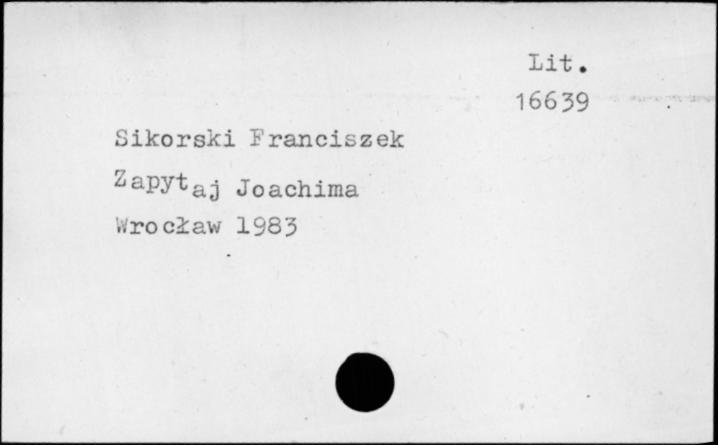 Lit.
16639
Sikorski Franciszek
Zapytaj Joachima
Wrocław 1983